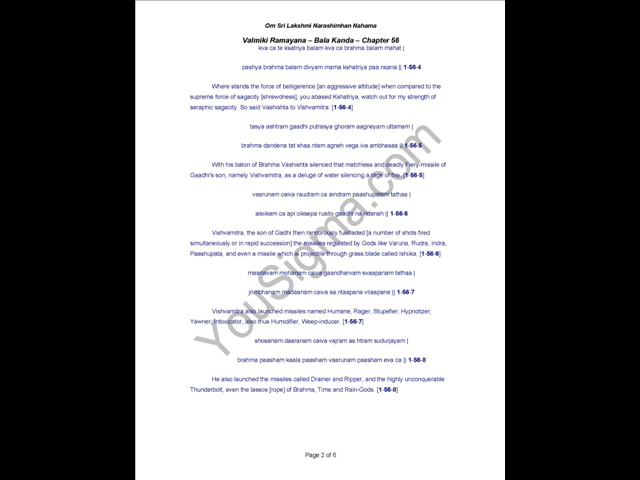 Om Sri Lakshmi Narashimhan Nahama
Valmiki Ramayana – Bala Kanda – Chapter 56
kva ca te ksatriya balam kva ca brahma balam mahat |
pashya brahma balam divyam mama kshatriya paa.nsana || 1-56-4
Where stands the force of belligerence [an aggressive attitude] when compared to the
supreme force of sagacity [shrewdness], you abased Kshatriya, watch out for my strength of
seraphic sagacity. So said Vashishta to Vishvamitra. [1-56-4]
tasya ashtram gaadhi putrasya ghoram aagneyam uttamam |
brahma dandena tat shaa.ntam agneh vega iva ambhasaa || 1-56-5
With his baton of Brahma Vashishta silenced that matchless and deadly Fiery-missile of
Gaadhi's son, namely Vishvamitra, as a deluge of water silencing a rage of fire. [1-56-5]
vaarunam caiva raudram ca aindram paashupatam tathaa |
aisiikam ca api ciksepa rusito gaadhi na.ndanah || 1-56-6
Vishvamitra, the son of Gadhi then rancorously fusilladed [a number of shots fired
simultaneously or in rapid succession] the missiles regulated by Gods like Varuna, Rudra, Indra,
Paashupata, and even a missile which is projectile through grass blade called Ishiika. [1-56-6]
maanavam mohanam caiva gaandharvam svaapanam tathaa |
jrumbhanam madaanam caiva sa.ntaapana vilaapane || 1-56-7
Vishvamitra also launched missiles named Humane, Rager, Stupefier, Hypnotizer,
Yawner, Intoxicator, also thus Humidifier, Weep-inducer. [1-56-7]
shosanam daaranam caiva vajram as htram sudurjayam |
brahma paasham kaala paasham vaarunam paasham eva ca || 1-56-8
He also launched the missiles called Drainer and Ripper, and the highly unconquerable
Thunderbolt, even the lassos [rope] of Brahma, Time and Rain-Gods. [1-56-8]
YouSigma.com
Page 2 of 6